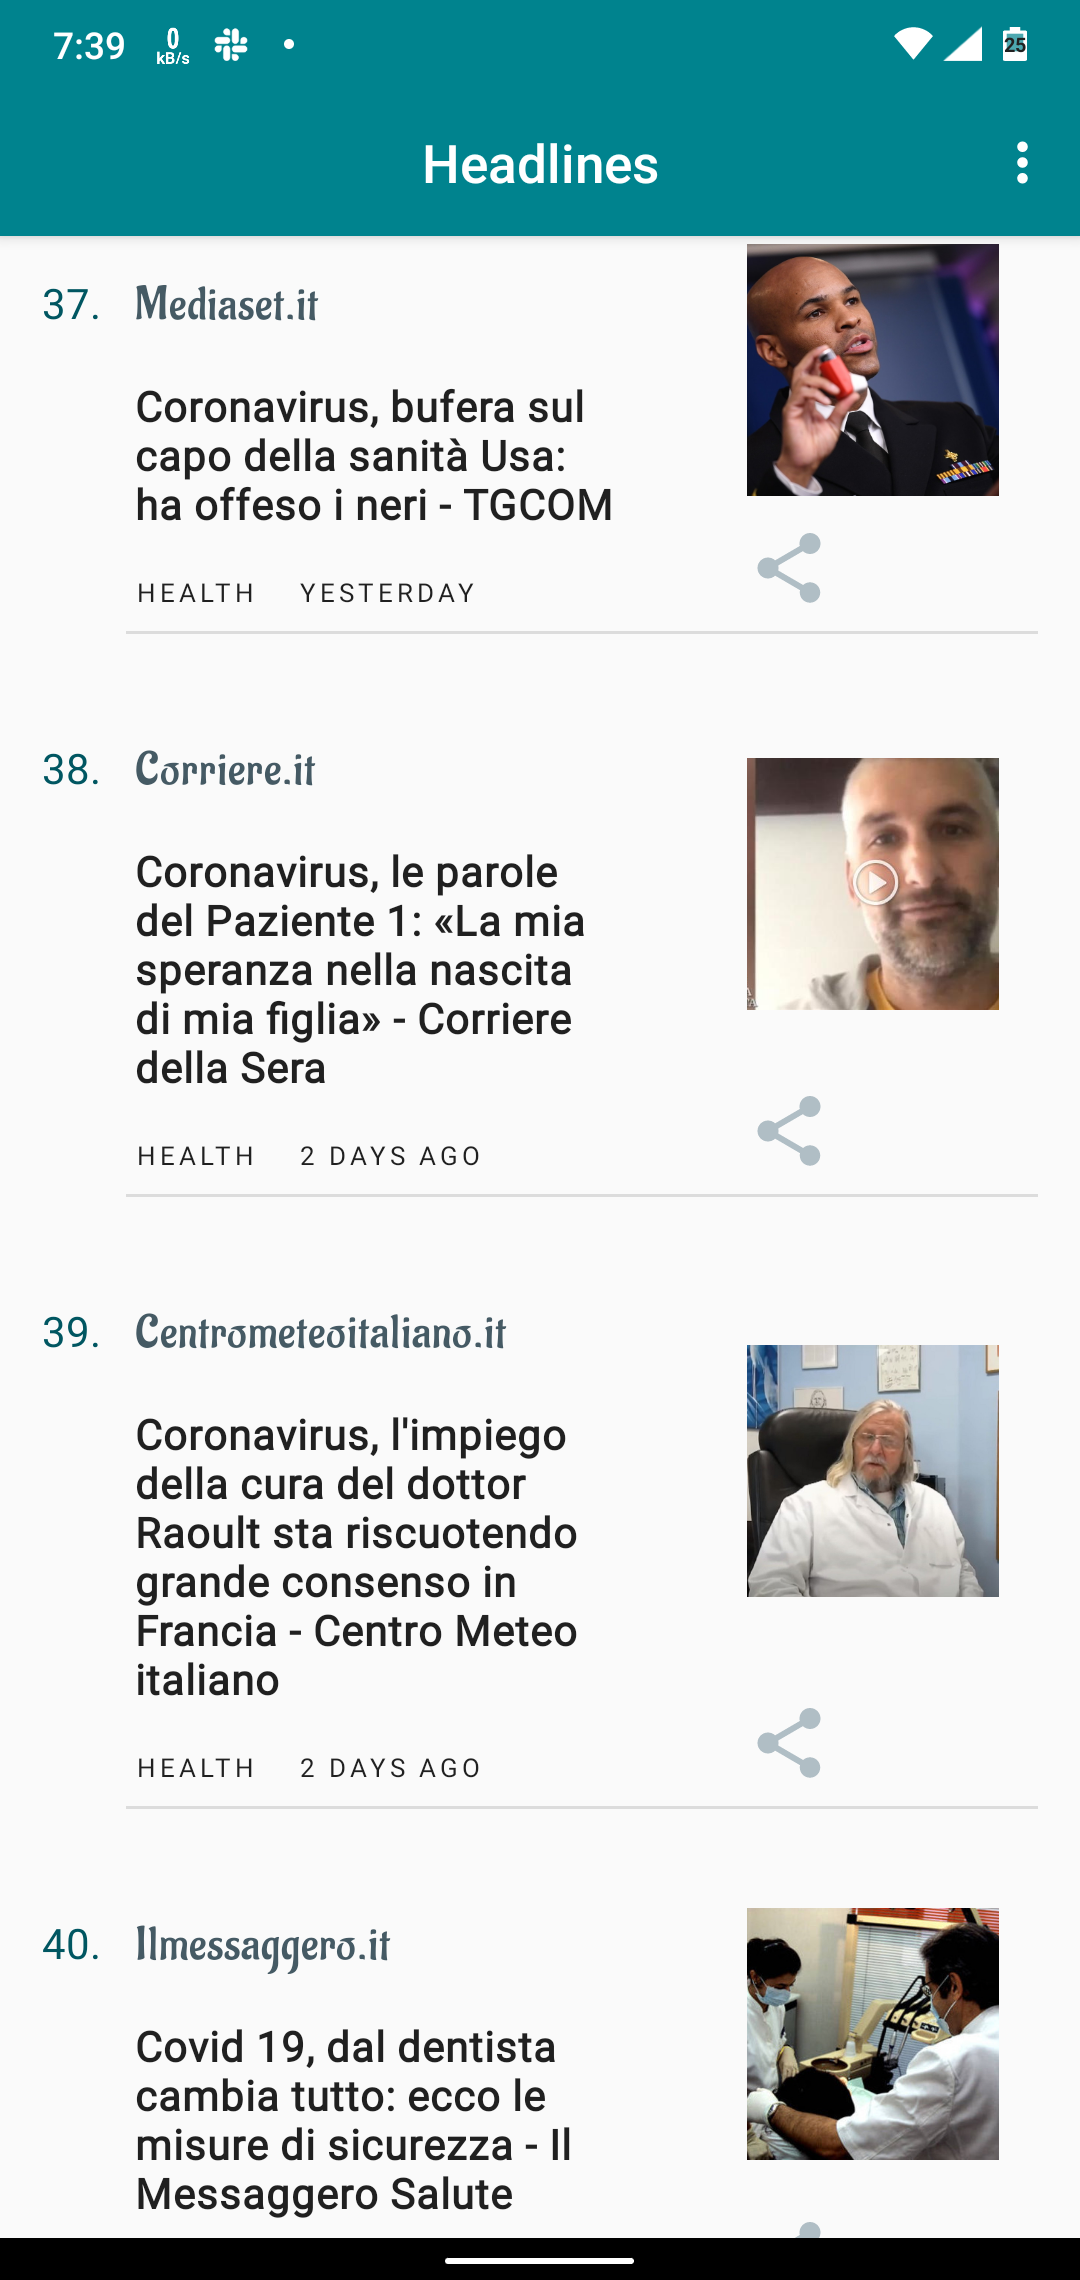 7:39
0
kB/s
25
Headlines
37. Mediaset.it
Coronavirus, bufera sul
capo della sanità Usa:
ha offeso i neri - TGCOM
HEALTH YESTERDAY
38. Corriere.it
Coronavirus, le parole
del Paziente 1: «La mia
speranza nella nascita
di mia figlia» - Corriere
della Sera
HEALTH 2 DAYS AGO
39. Centrometeoitaliano.it
Coronavirus, l'impiego
della cura del dottor
Raoult sta riscuotendo
grande consenso in
Francia - Centro Meteo
italiano
HEALTH 2 DAYS AGO
40. Ilmessaggero.it
Covid 19, dal dentista
cambia tutto: ecco le
misure di sicurezza - Il
Messaggero Salute